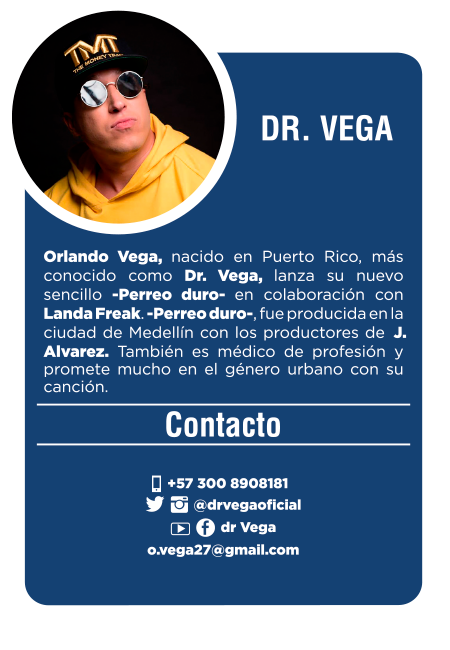 TMT
THE MONEY TEAM
DR. VEGA
Orlando Vega, nacido en Puerto Rico, más
conocido como Dr. Vega, lanza su nuevo
sencillo -Perreo duro- en colaboración con
Landa Freak. -Perreo duro-, fue producida en la
ciudad de Medellín con los productores de J.
Alvarez. También es médico de profesión y
promete mucho en el género urbano con su
canción.
Contacto
+57 300 8908181
@drvegaoficial
dr Vega
o.vega27@gmail.com